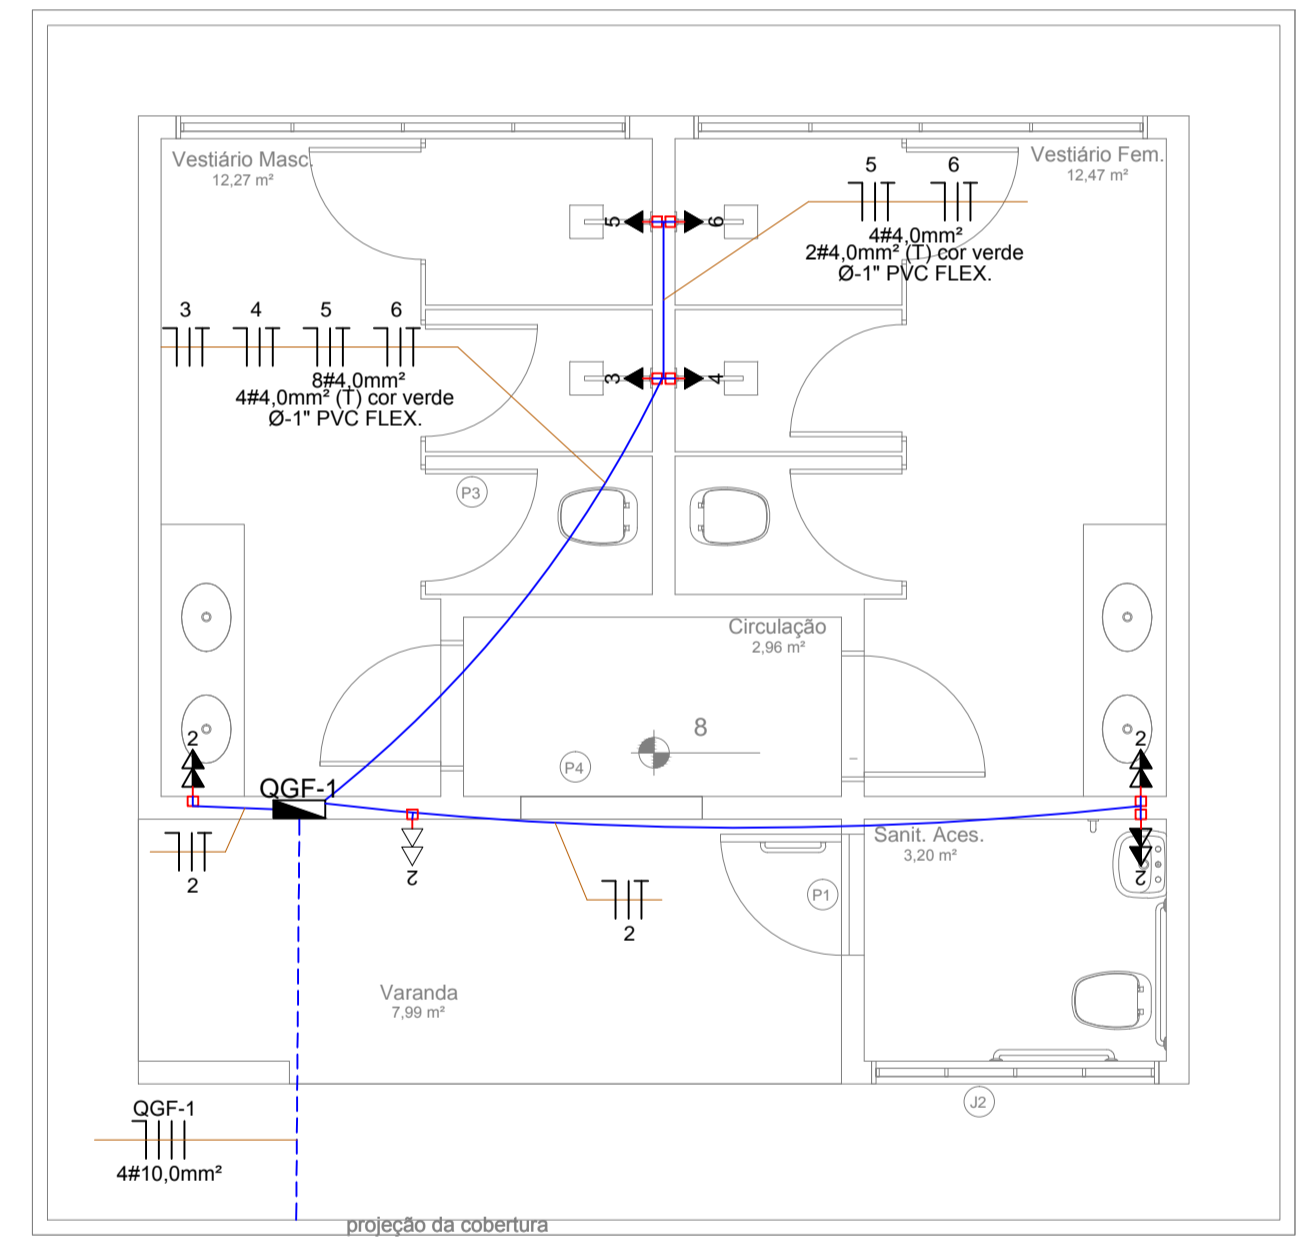 Vestiário Masc.
12,27 m²
Vestiário Fem.
12,47 m²
5 6
4#4,0mm²
2#4,0mm² (T) cor verde
Ø-1" PVC FLEX.
5 6
3 4 5 6
8#4,0mm²
4#4,0mm² (T) cor verde
Ø-1" PVC FLEX.
3 4
P3
Circulação
2,96 m²
8
P4
2
QGF-1
2
2
2
2
2
2
Sanit. Aces.
3,20 m²
P1
Varanda
7,99 m²
J2
QGF-1
4#10,0mm²
projeção da cobertura